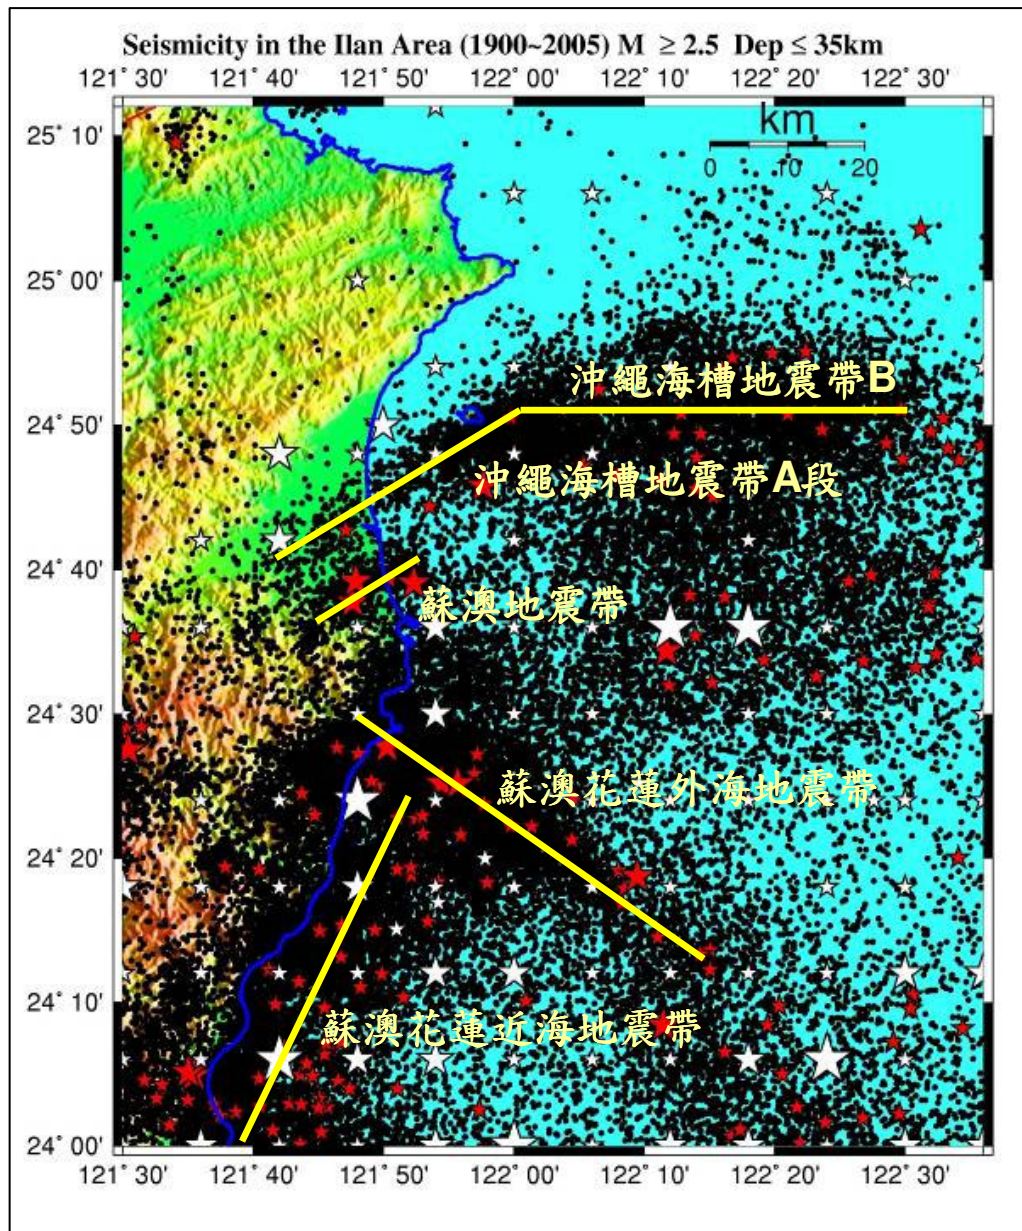 Seismicity in the Ilan Area (1900~2005) M ≥ 2.5 Dep ≤ 35km
121˚ 30' 121˚ 40' 121˚ 50' 122˚ 00' 122˚ 10' 122˚ 20' 122˚ 30'
25˚ 10'
km
0 10 20
25˚ 00'
沖繩海槽地震帶B
24˚ 50'
沖繩海槽地震帶A段
24˚ 40'
蘇澳地震帶
24˚ 30'
蘇澳花蓮外海地震帶
24˚ 20'
24˚ 10'
蘇澳花蓮近海地震帶
24˚ 00'
121˚ 30' 121˚ 40' 121˚ 50' 122˚ 00' 122˚ 10' 122˚ 20' 122˚ 30'